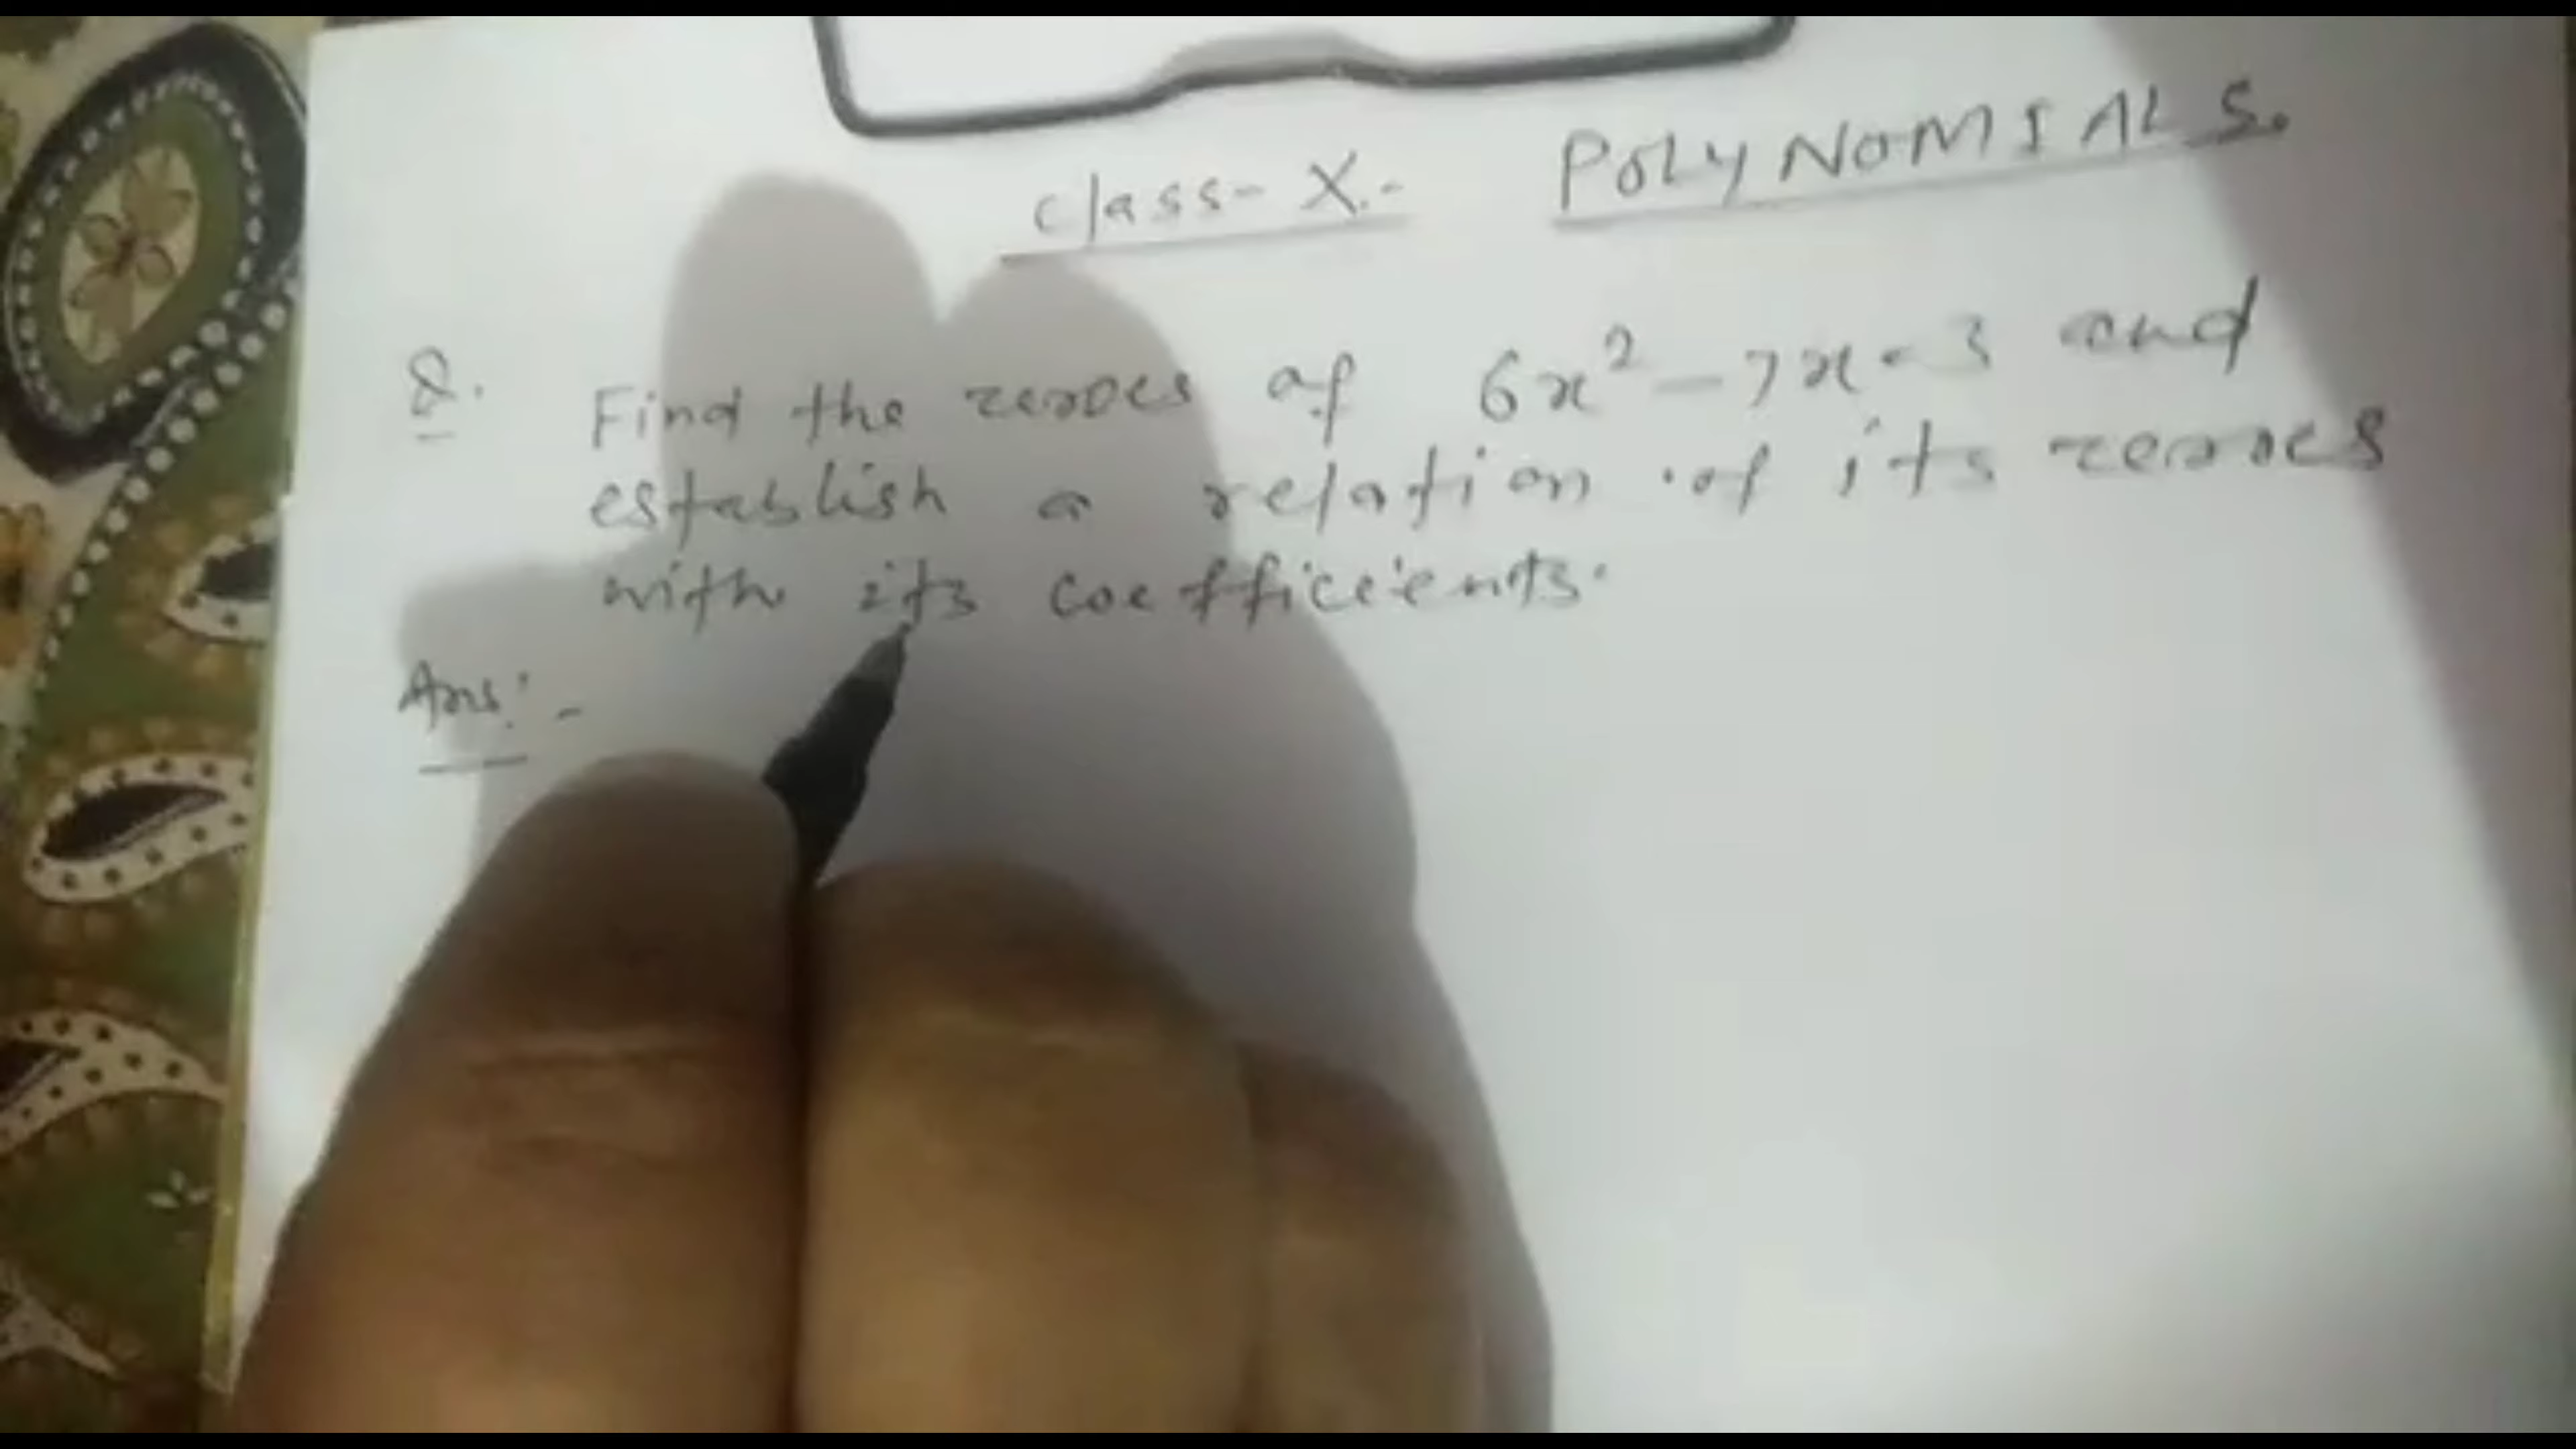 class- X.- POLYNOMIALS.
Q. Find the zeroes of 6x² - 7x - 3 and
establish a relation of its zeroes
with its coefficients.
Ans:-